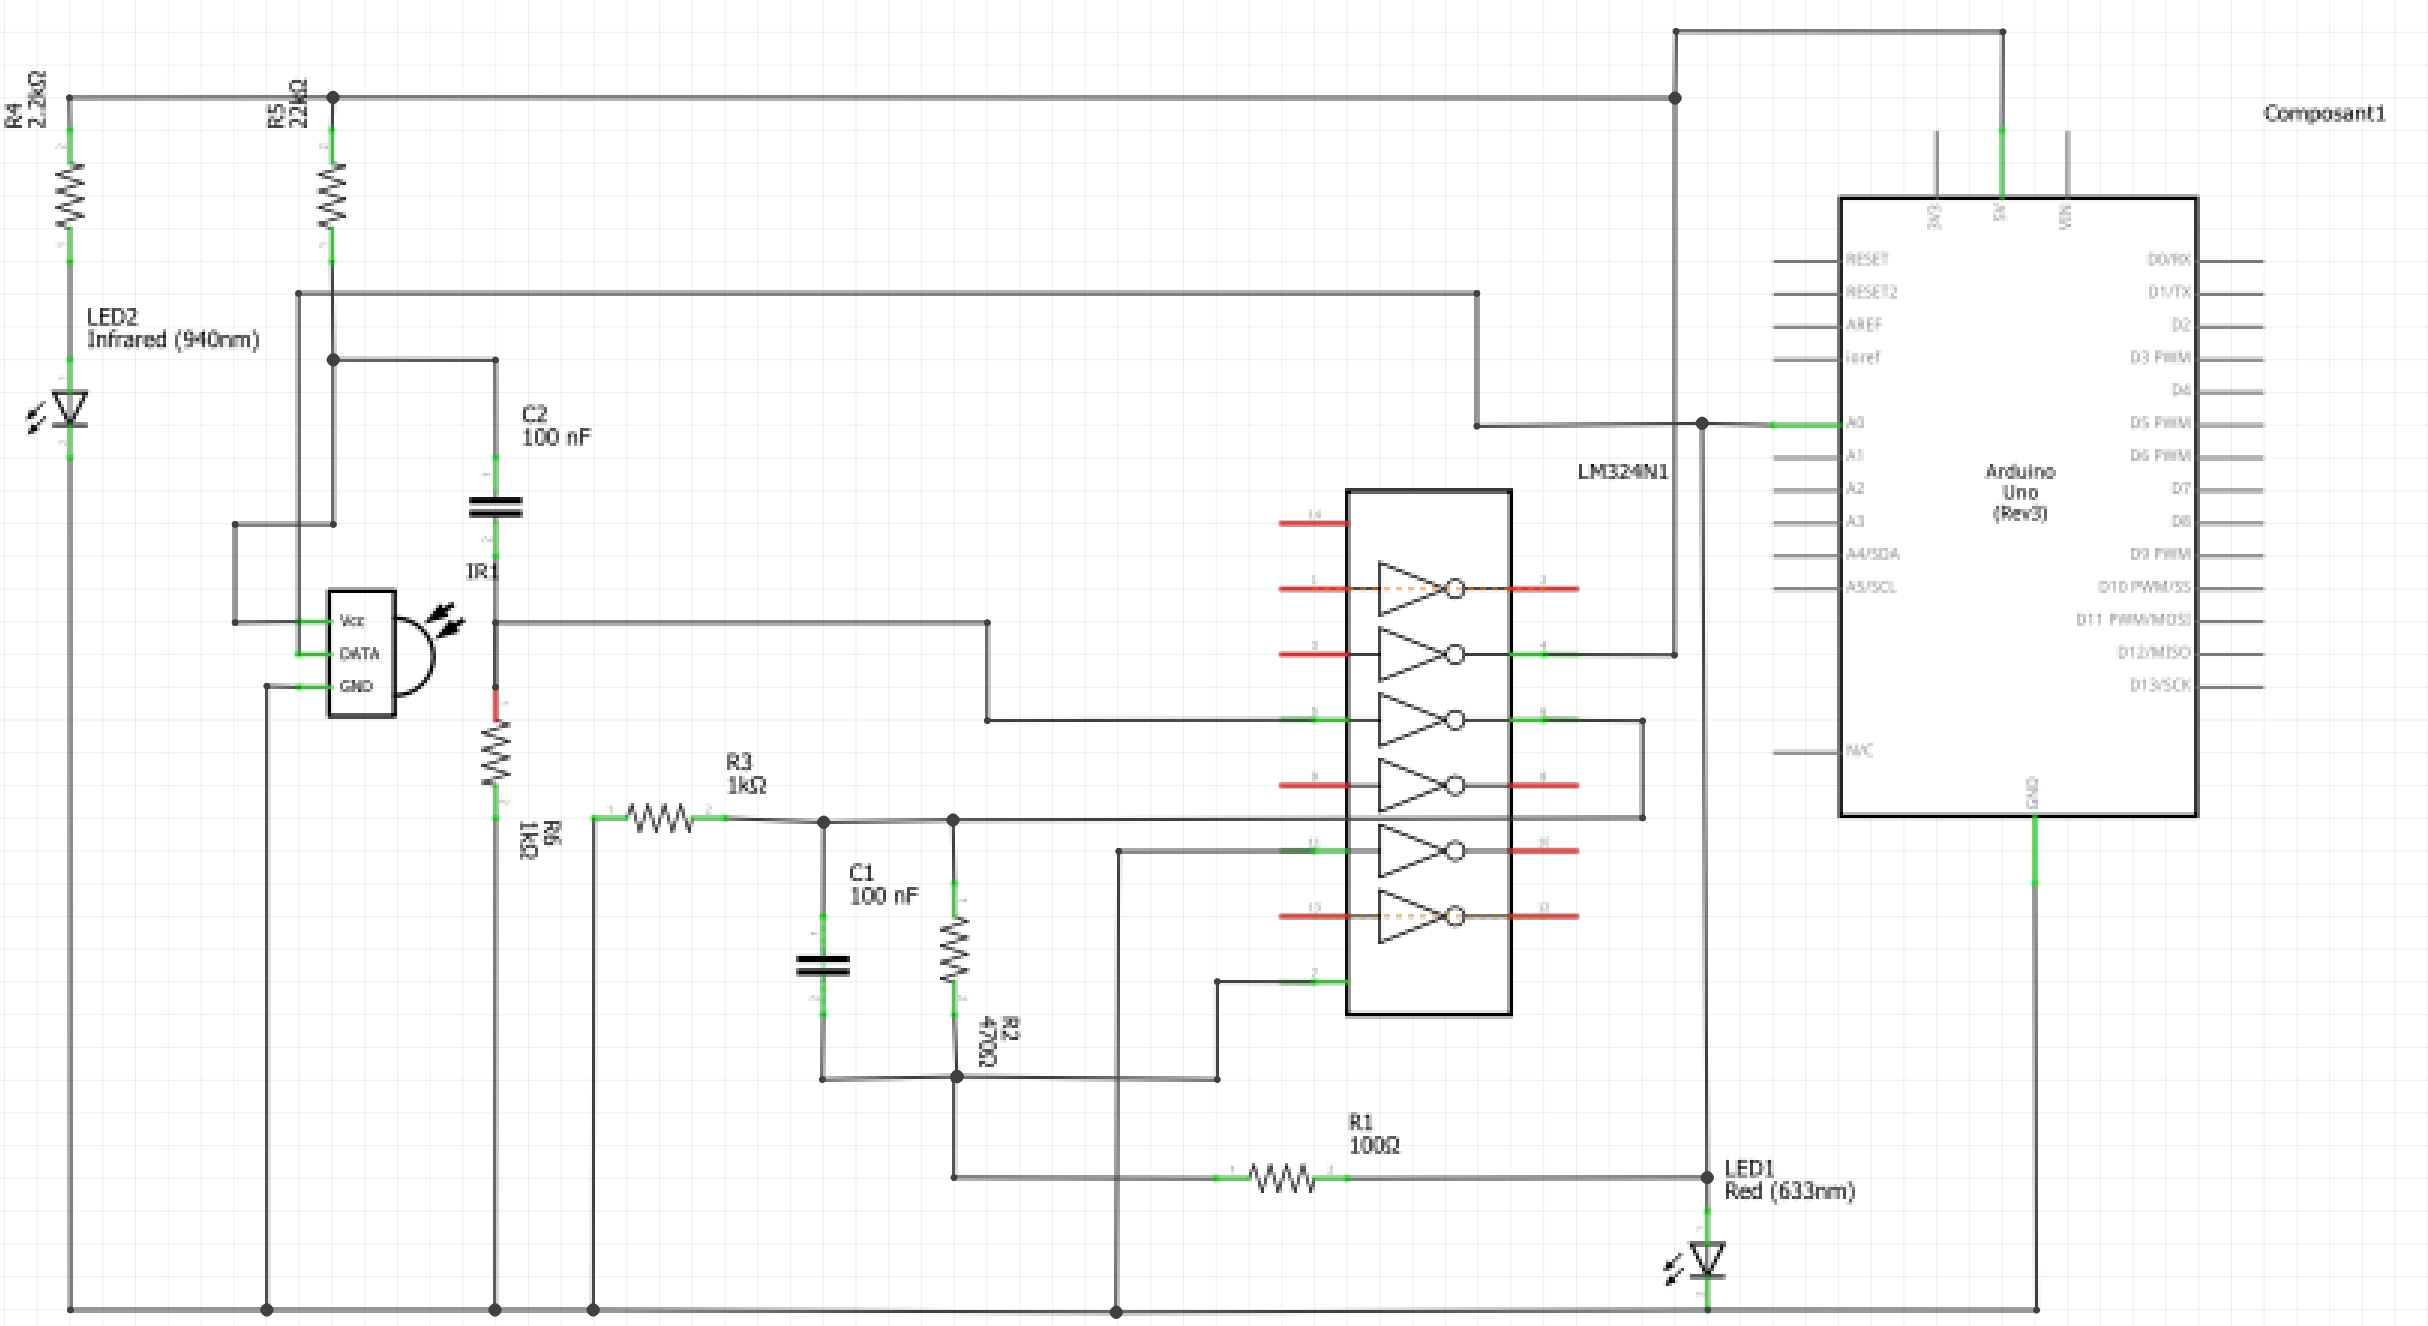 R4
2.2kΩ
R5
22kΩ
Composant1
3V3
5V
VIN
RESET
RESET2
AREF
ioref
A0
A1
A2
A3
A4/SDA
A5/SCL
N/C
Arduino
Uno
(Rev3)
D0/RX
D1/TX
D2
D3 PWM
D4
D5 PWM
D6 PWM
D7
D8
D9 PWM
D10 PWM/SS
D11 PWM/MOSI
D12/MISO
D13/SCK
GND
LED2
Infrared (940nm)
C2
100 nF
LM324N1
IR1
Vcc
DATA
GND
R3
1kΩ
R6
1kΩ
C1
100 nF
R2
470Ω
R1
100Ω
LED1
Red (633nm)